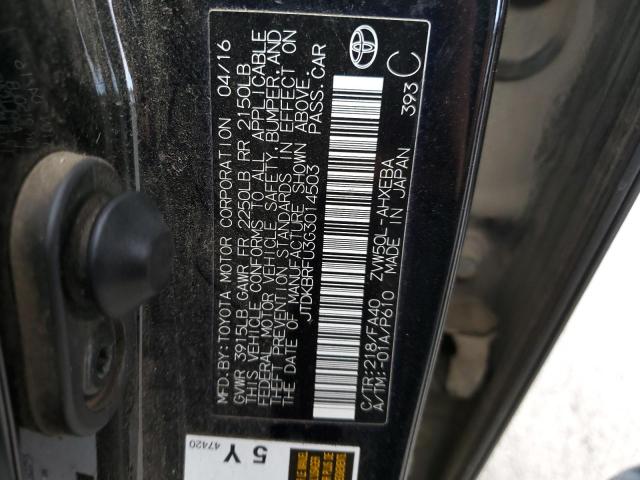 MFD.BY:TOYOTA MOTOR CORPORATION 04/16
GVWR 3915LB GAWR FR 2250LB RR 2150LB
THIS VEHICLE CONFORMS TO ALL APPLICABLE
FEDERAL MOTOR VEHICLE SAFETY, BUMPER, AND
THEFT PREVENTION STANDARDS IN EFFECT ON
THE DATE OF MANUFACTURE SHOWN ABOVE.
JTDKBRFU3G3014503 PASS.CAR
C/TR:218/FA40 ZVW50L-AHXEBA
A/TM:-01A/P610 MADE IN JAPAN
393 C
5 Y
47420